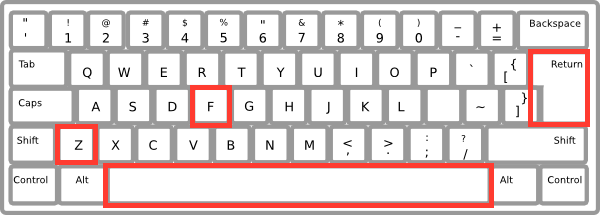 " ! @ # $ % " & * ( ) _ + Backspace
' 1 2 3 4 5 6 7 8 9 0 - =
Tab Q W E R T Y U I O P ` { [ Return
Caps A S D F G H J K L ~ } ]
Shift Z X C V B N M < , > . : ; ? / Shift
Control Alt Alt Control